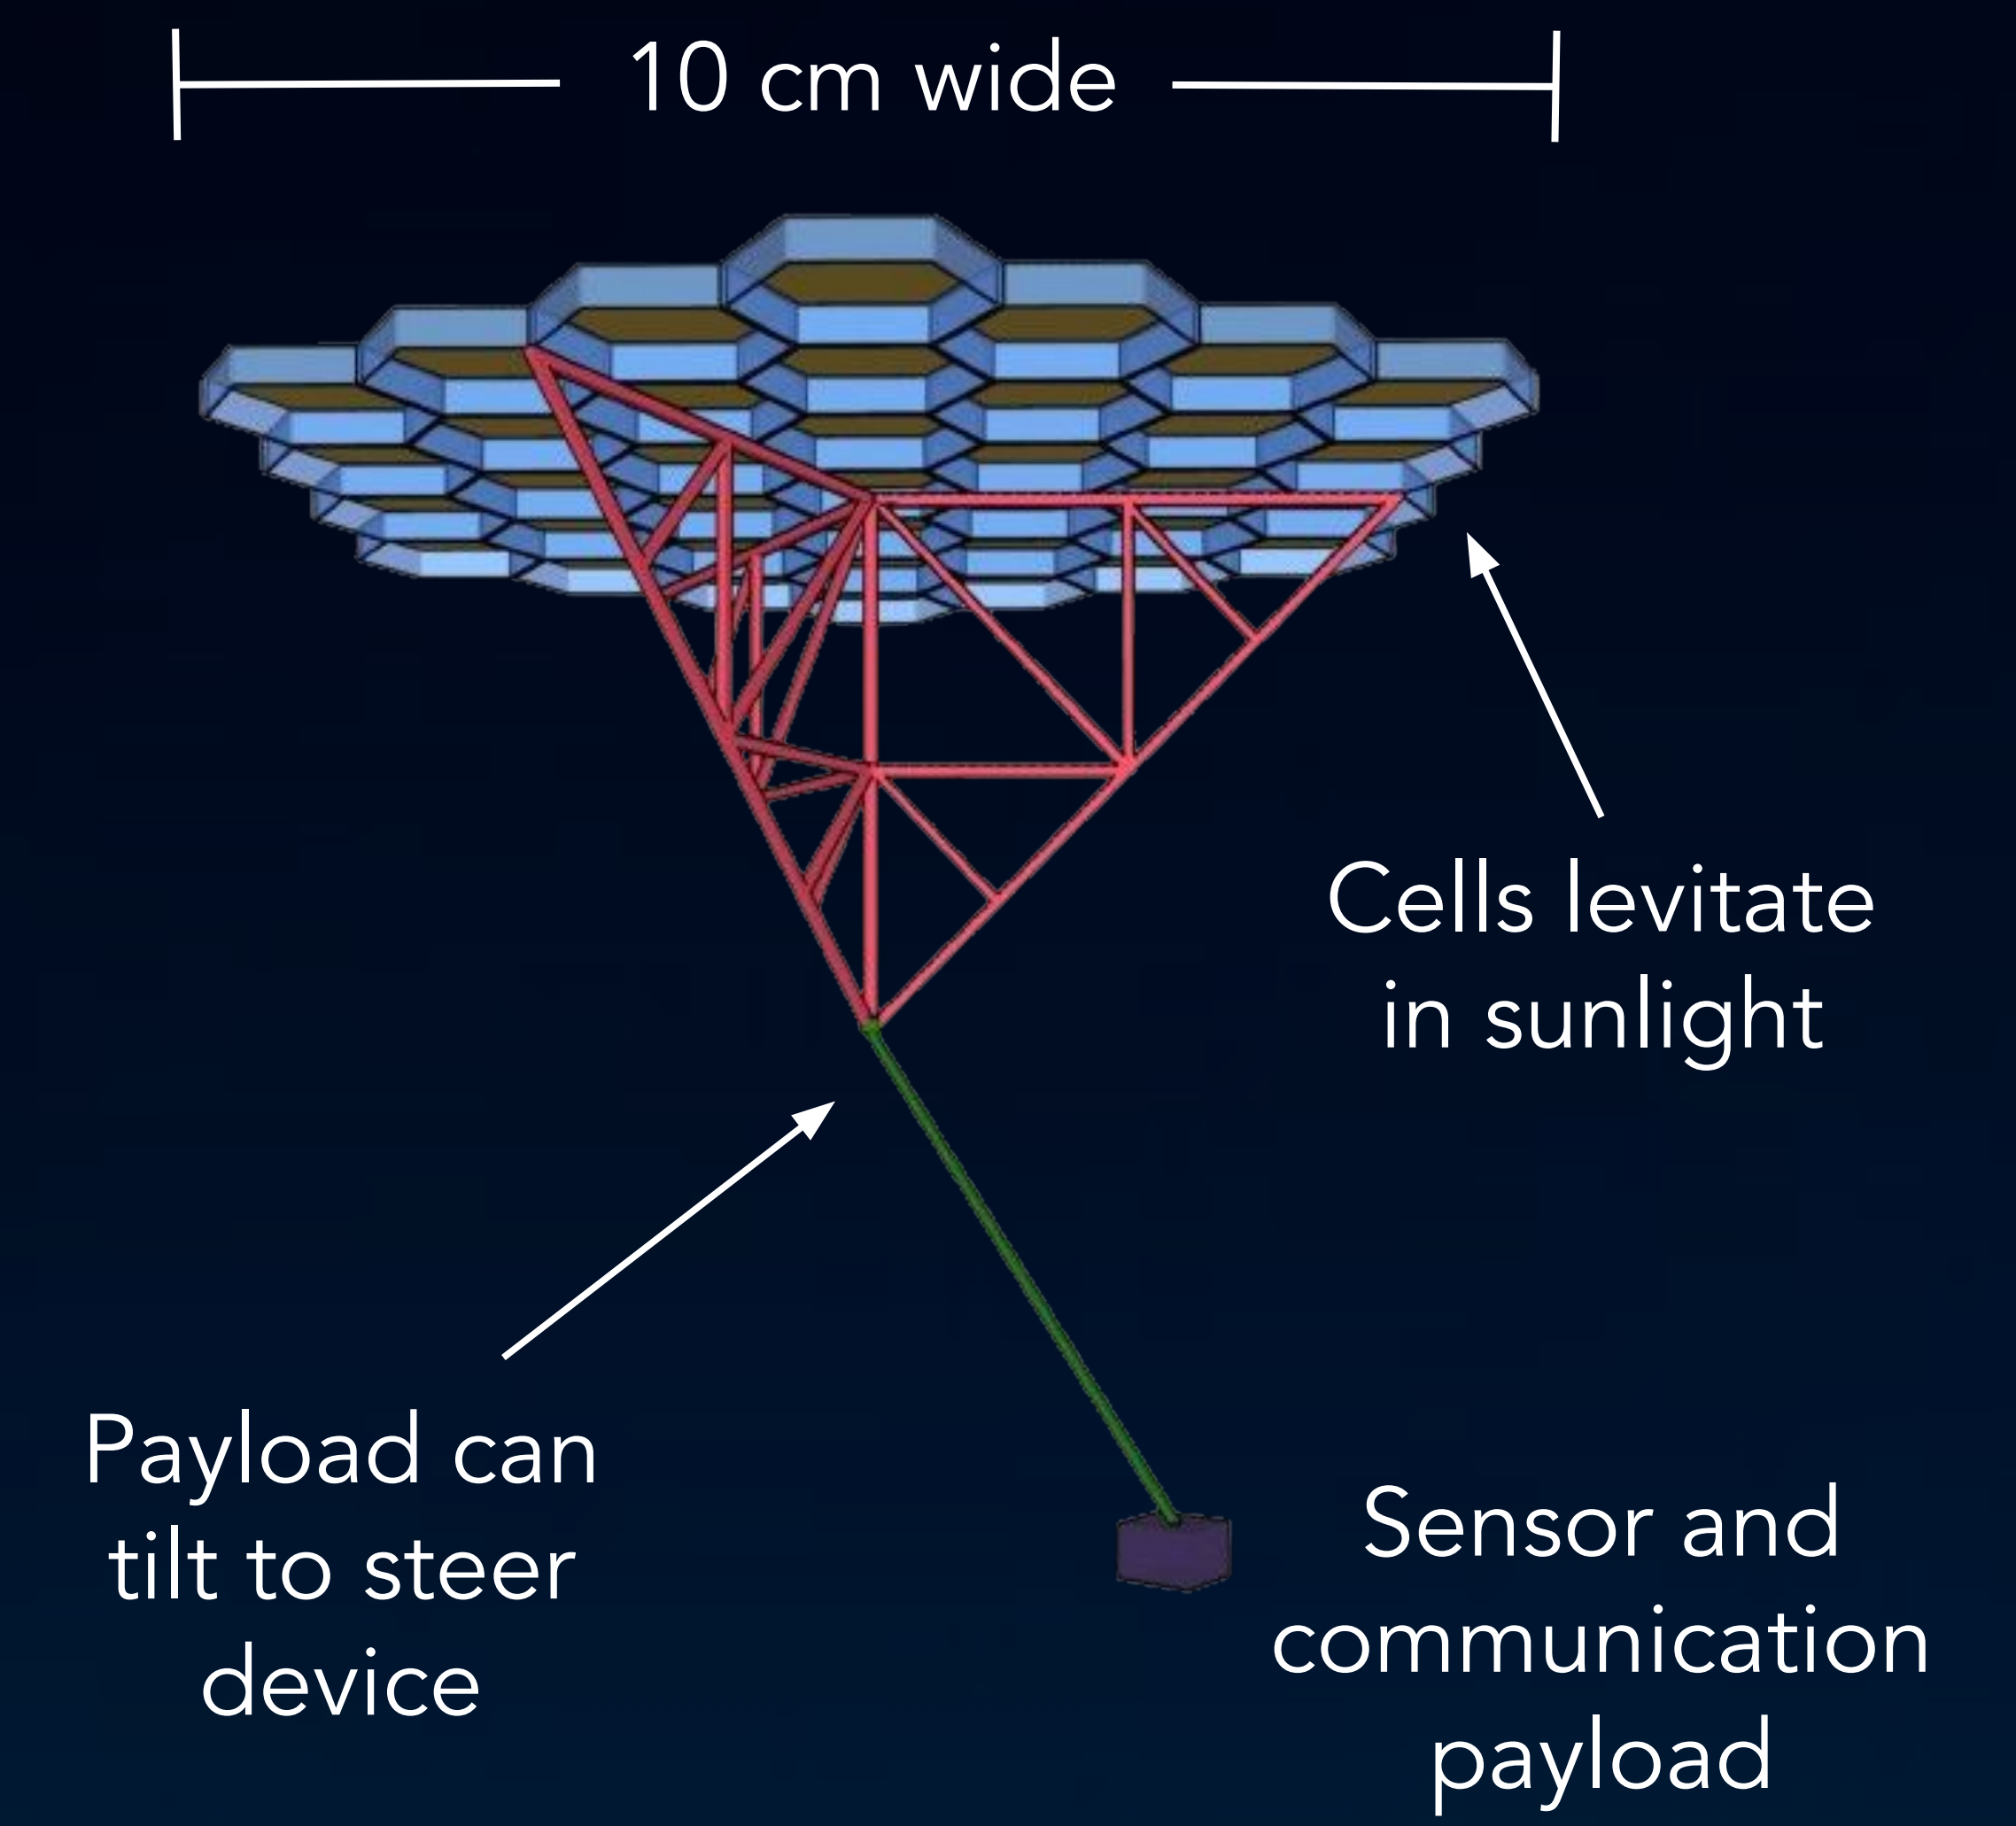 10 cm wide
Cells levitate
in sunlight
Payload can
tilt to steer
device
Sensor and
communication
payload